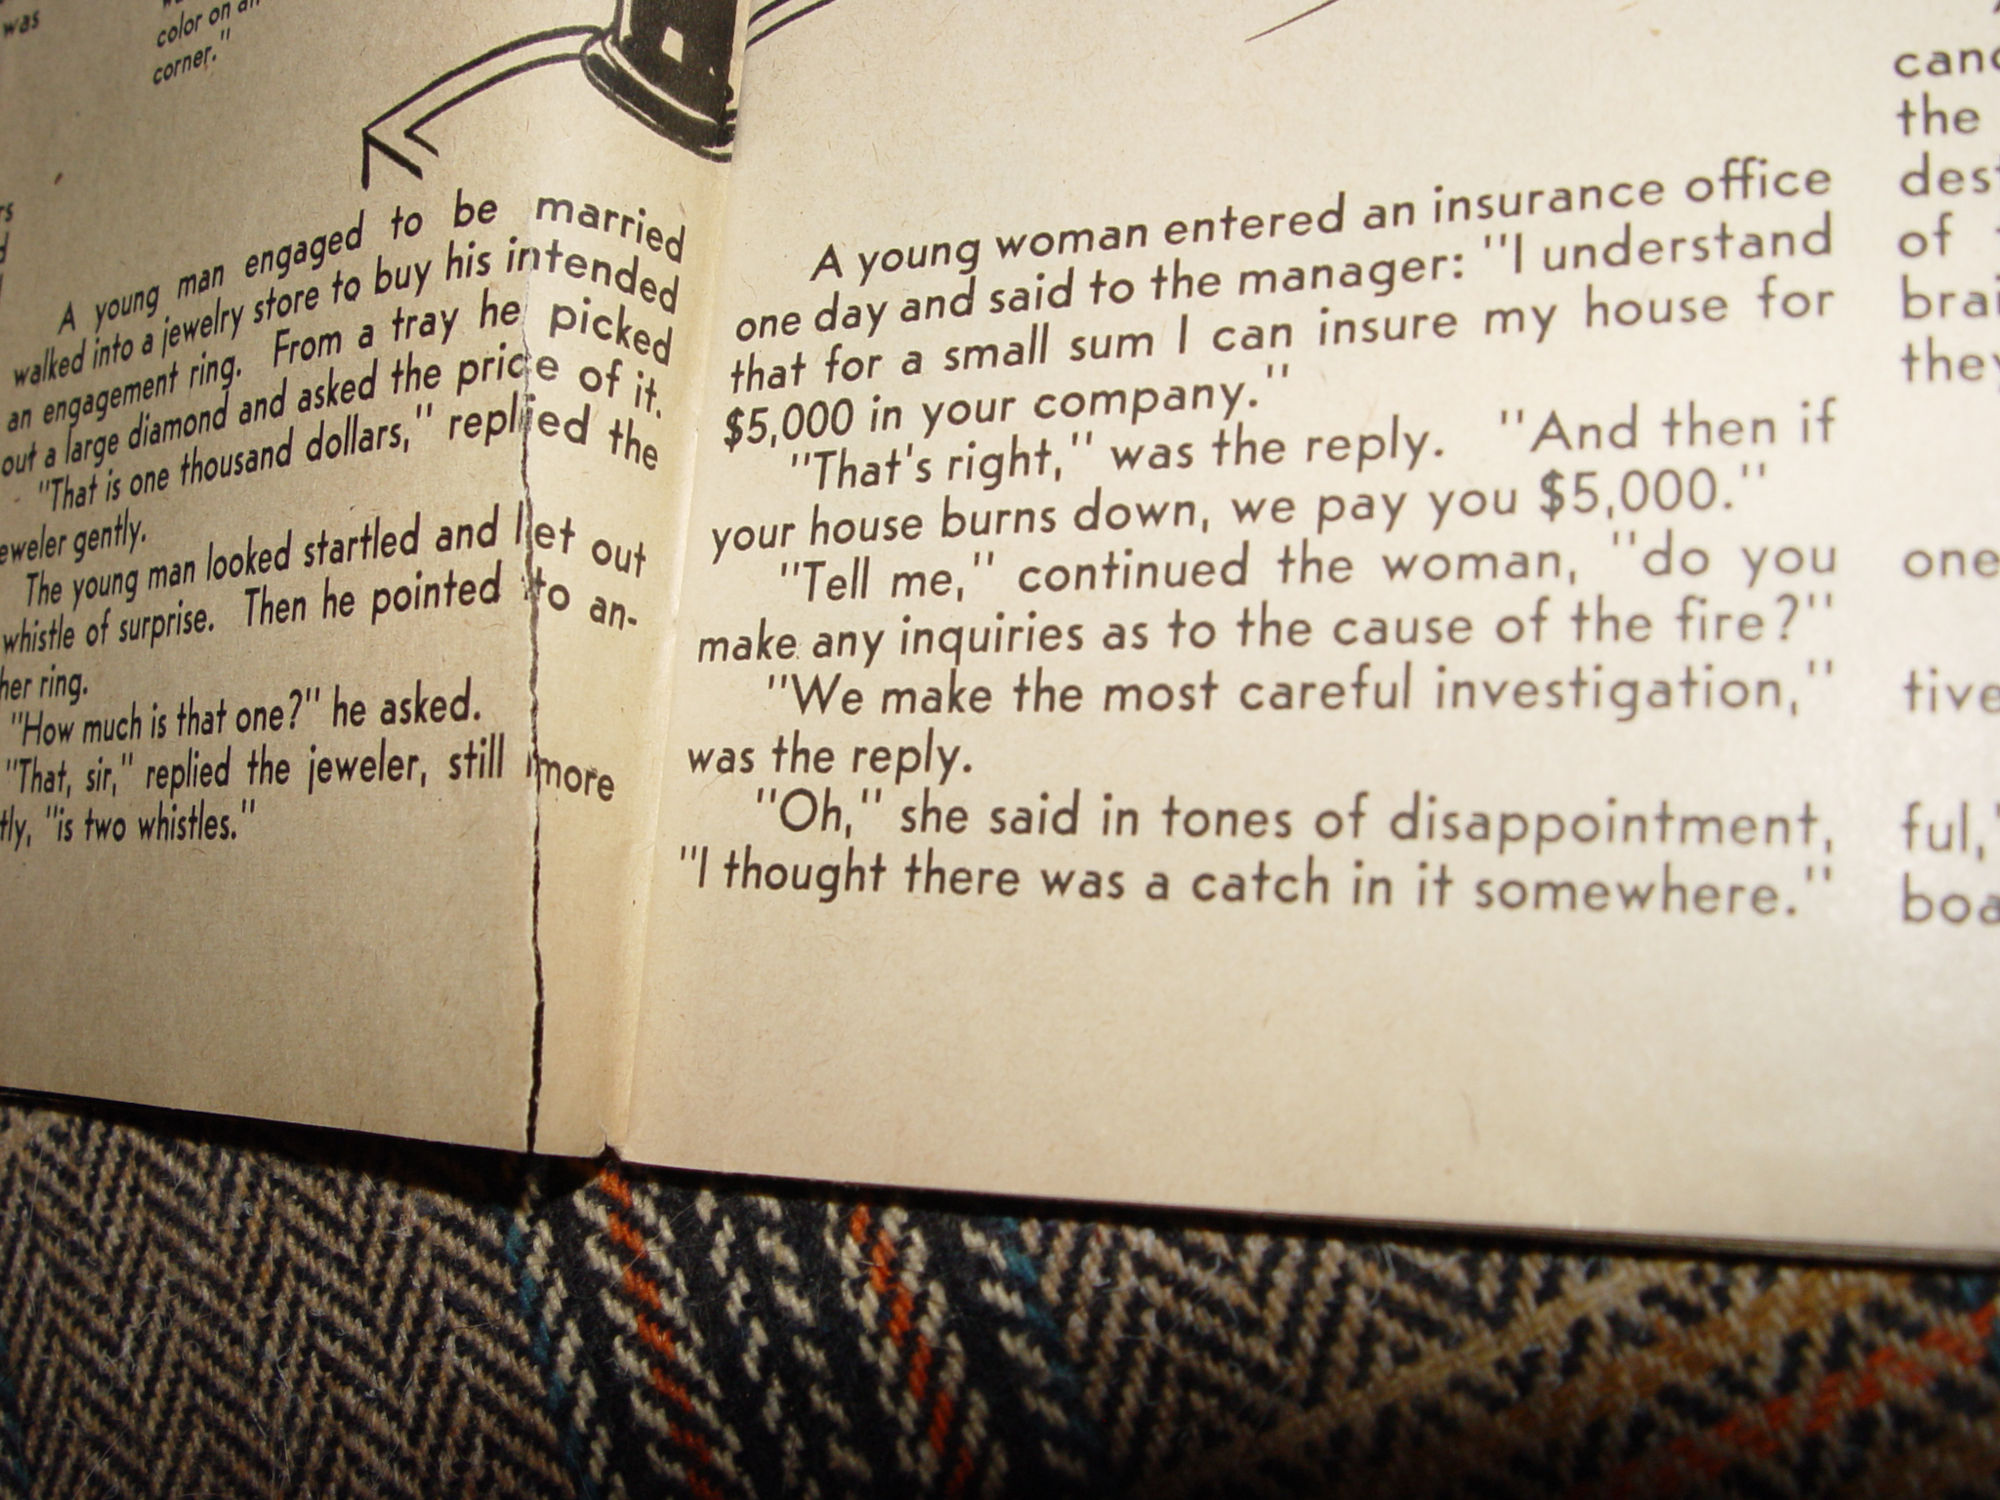 was
color on an
corner."
rs
d
A young man engaged to be married
walked into a jewelry store to buy his intended
an engagement ring. From a tray he picked
out a large diamond and asked the price of it.
"That is one thousand dollars," replied the
eweler gently.
The young man looked startled and let out
whistle of surprise. Then he pointed to an-
her ring.
"How much is that one?" he asked.
"That, sir," replied the jeweler, still more
tly, "is two whistles."
A young woman entered an insurance office
one day and said to the manager: "I understand
that for a small sum I can insure my house for
$5,000 in your company."
"That's right," was the reply. "And then if
your house burns down, we pay you $5,000."
"Tell me," continued the woman, "do you
make any inquiries as to the cause of the fire?"
"We make the most careful investigation,"
was the reply.
"Oh," she said in tones of disappointment,
"I thought there was a catch in it somewhere."
canc
the
dest
of
brai
they
one
tive
ful,"
boa